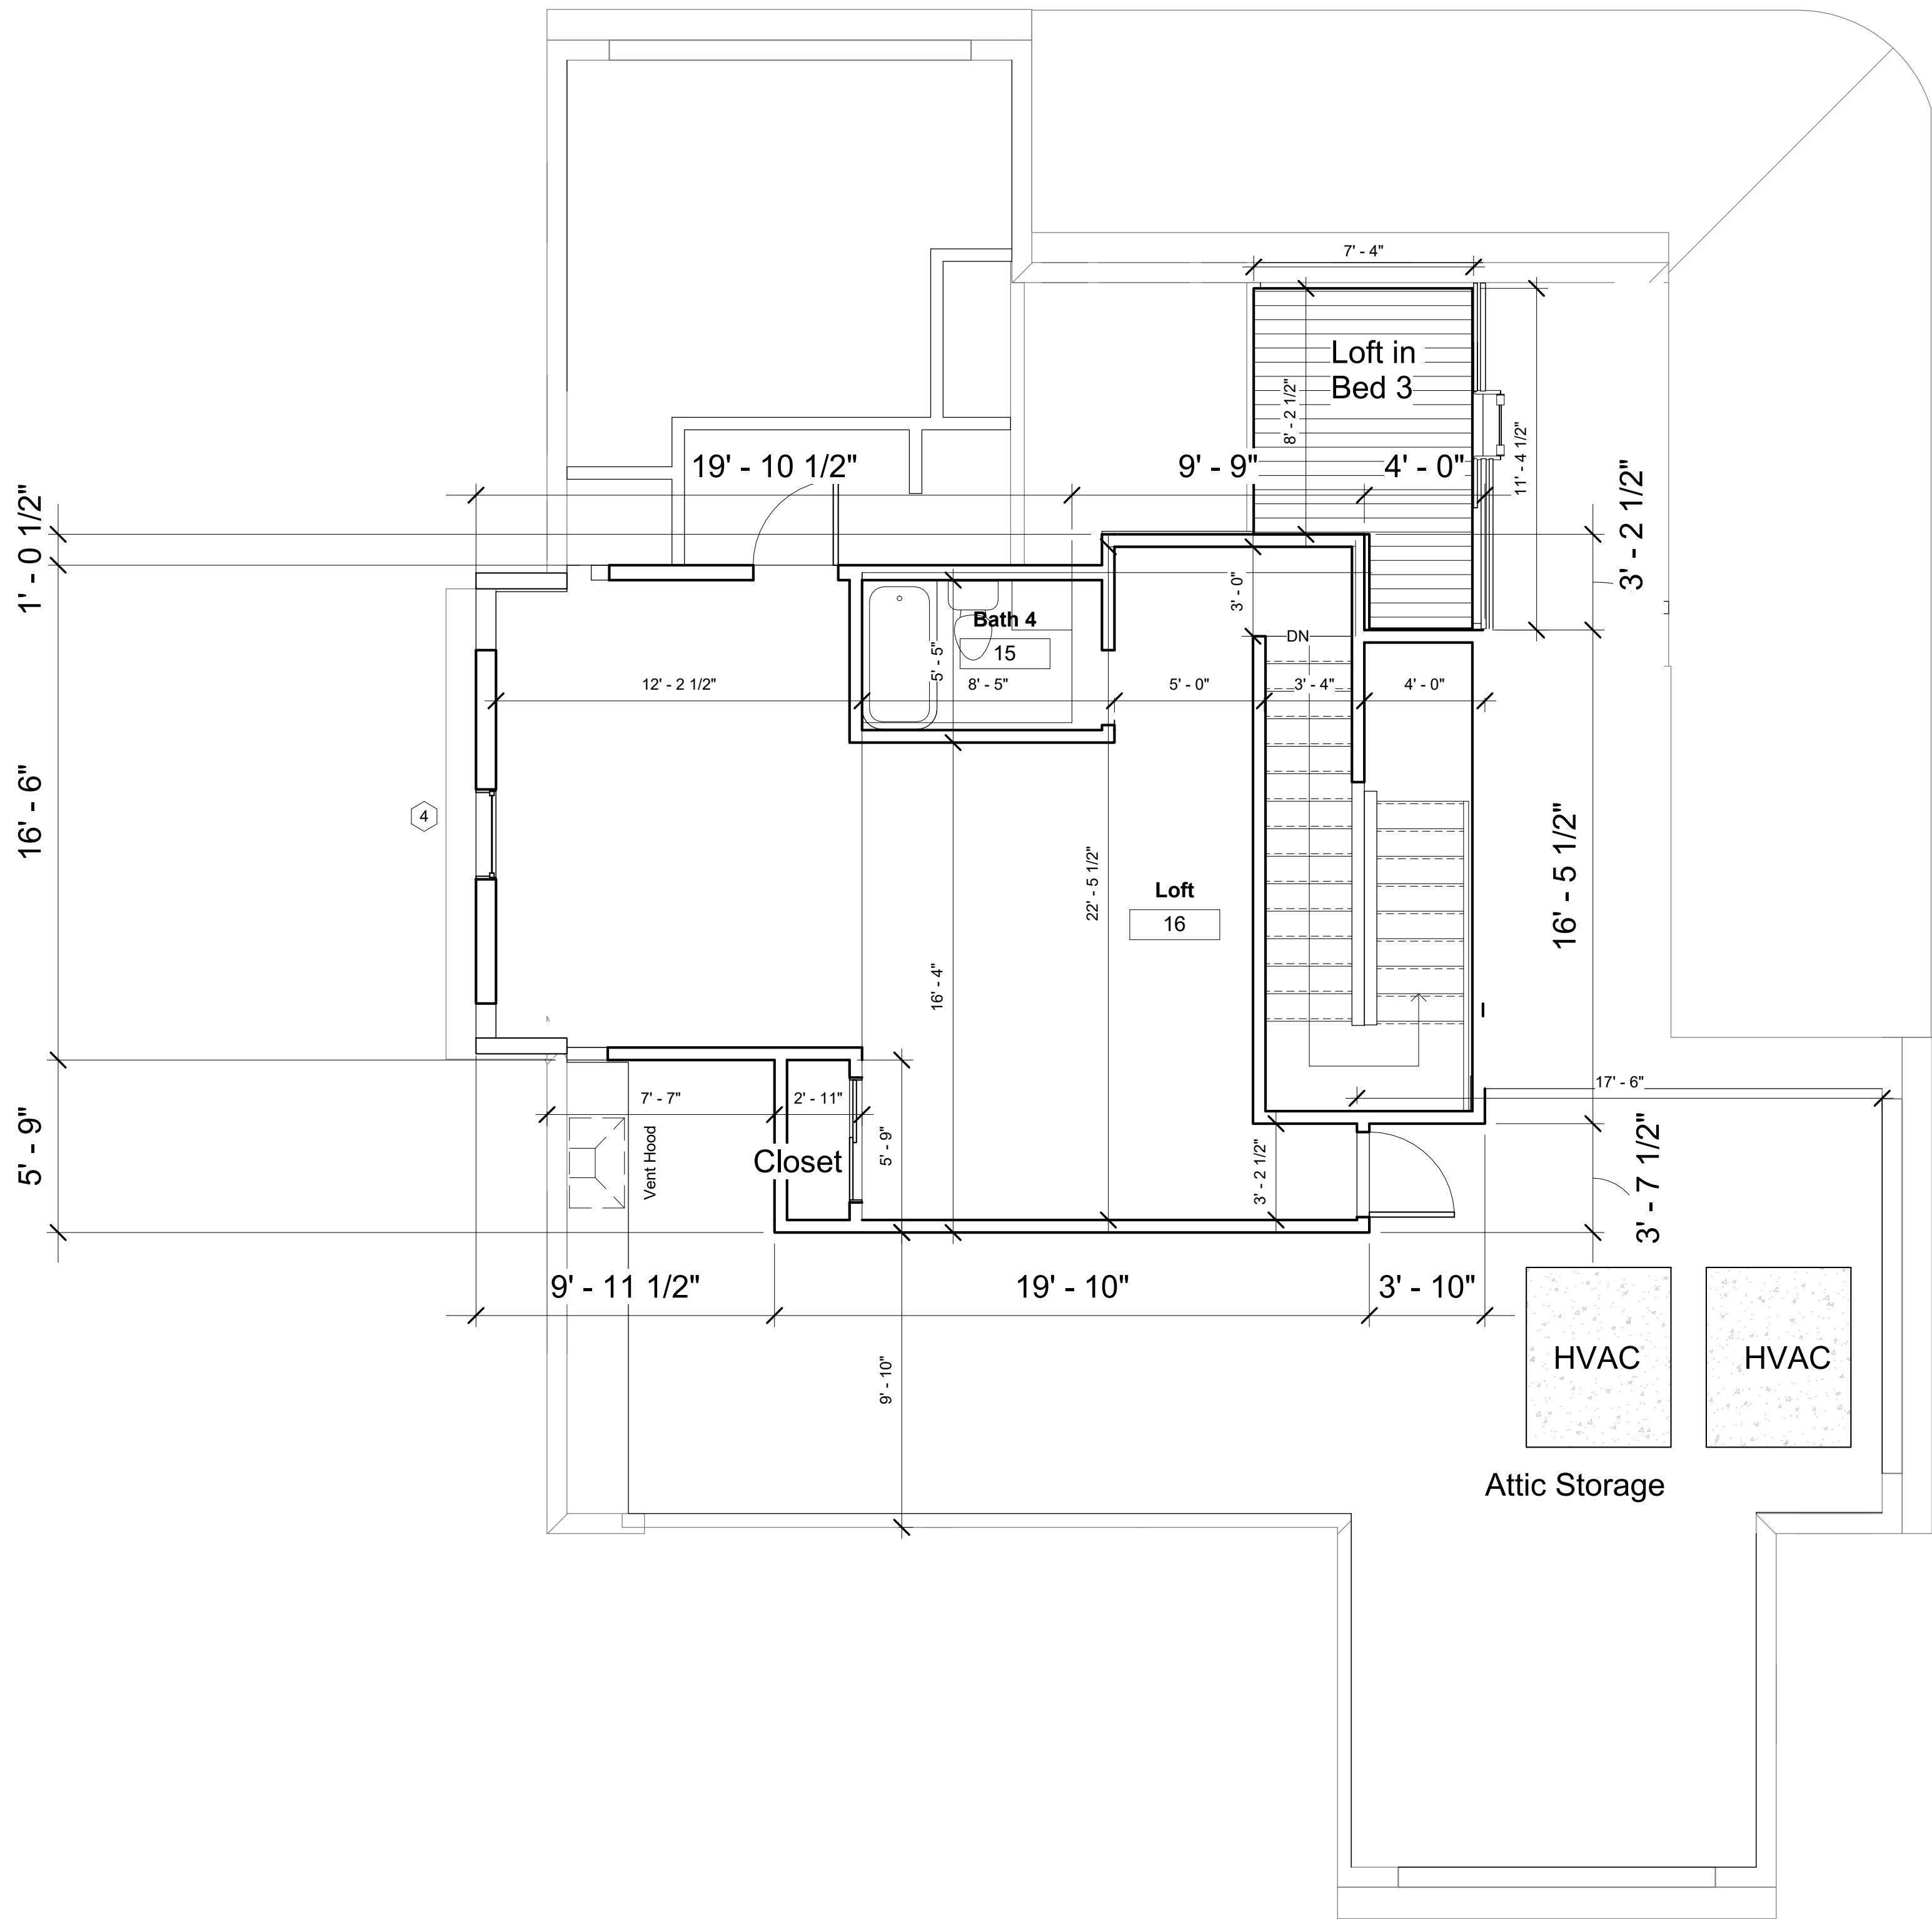 7' - 4"
Loft in
Bed 3
8' - 2 1/2"
11' - 4 1/2"
19' - 10 1/2"
9' - 9"
4' - 0"
3' - 2 1/2"
1' - 0 1/2"
3' - 0"
Bath 4
15
DN
5' - 5"
12' - 2 1/2"
8' - 5"
5' - 0"
3' - 4"
4' - 0"
16' - 6"
4
22' - 5 1/2"
Loft
16
16' - 5 1/2"
16' - 4"
17' - 6"
7' - 7"
2' - 11"
5' - 9"
Vent Hood
Closet
5' - 9"
3' - 2 1/2"
3' - 7 1/2"
9' - 11 1/2"
19' - 10"
3' - 10"
9' - 10"
HVAC
HVAC
Attic Storage